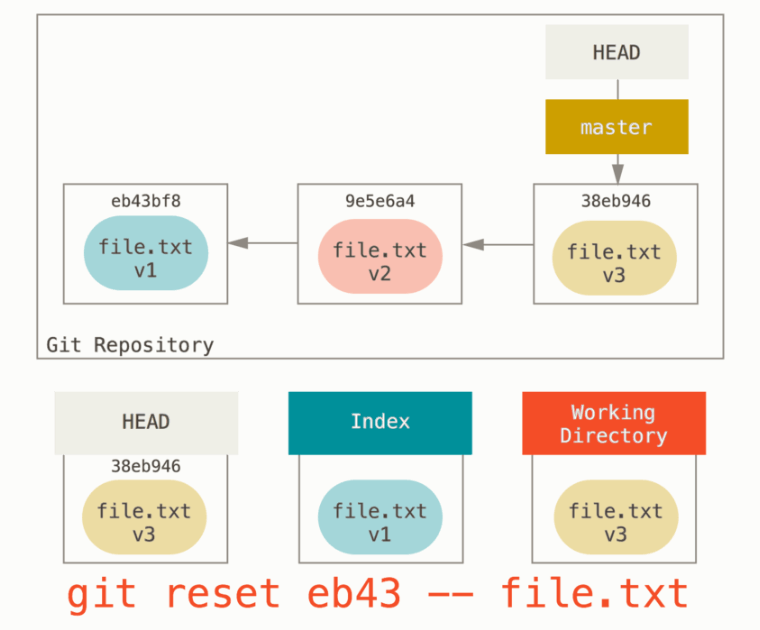 HEAD
master
eb43bf8
9e5e6a4
38eb946
file.txt
v1
file.txt
v2
file.txt
v3
Git Repository
HEAD
Index
Working
Directory
38eb946
file.txt
v3
file.txt
v1
file.txt
v3
git reset eb43 -- file.txt